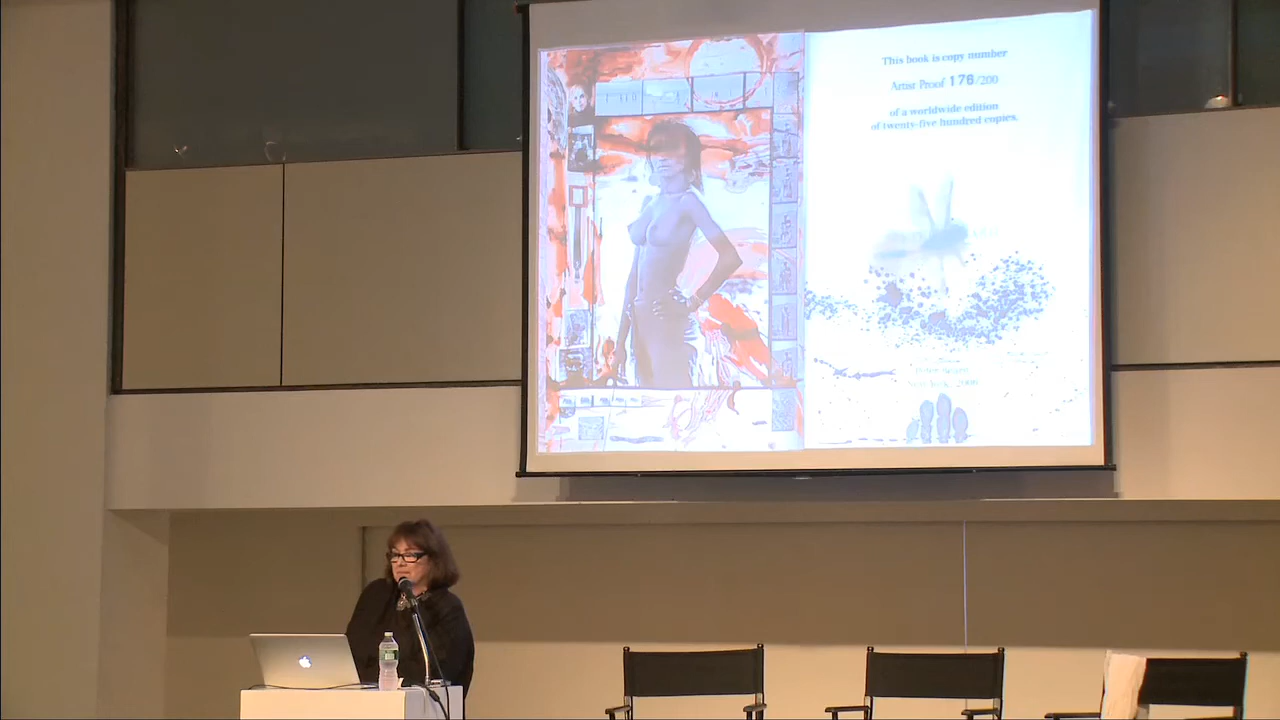 This book is copy number
Artist Proof 176/200
of a worldwide edition
of twenty-five hundred copies.